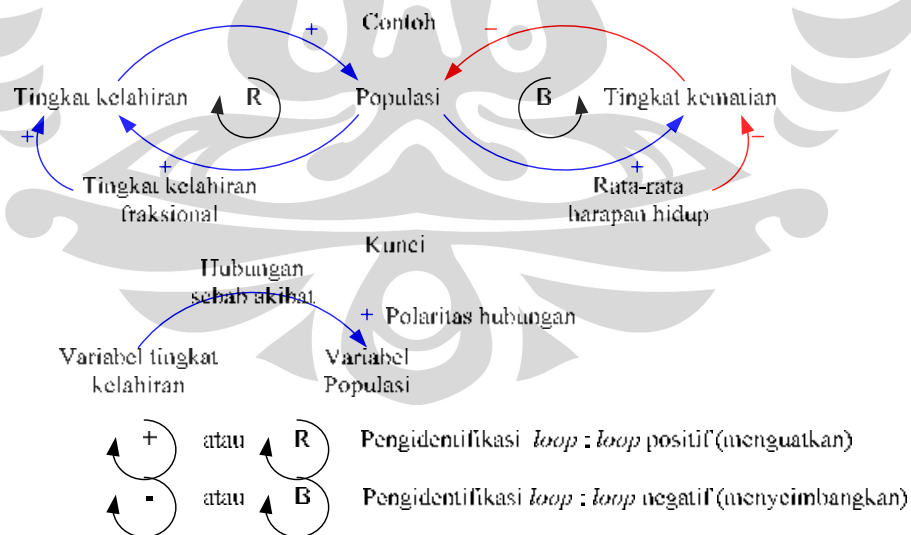 Contoh
+
–
Tingkat kelahiran
R
Populasi
B
Tingkat kematian
+
–
+
+
Tingkat kelahiran
fraksional
Rata-rata
harapan hidup
Kunci
Hubungan
sebab akibat
+ Polaritas hubungan
Variabel tingkat
kelahiran
Variabel
Populasi
+ atau R Pengidentifikasi loop : loop positif (menguatkan)
- atau B Pengidentifikasi loop : loop negatif (menyeimbangkan)